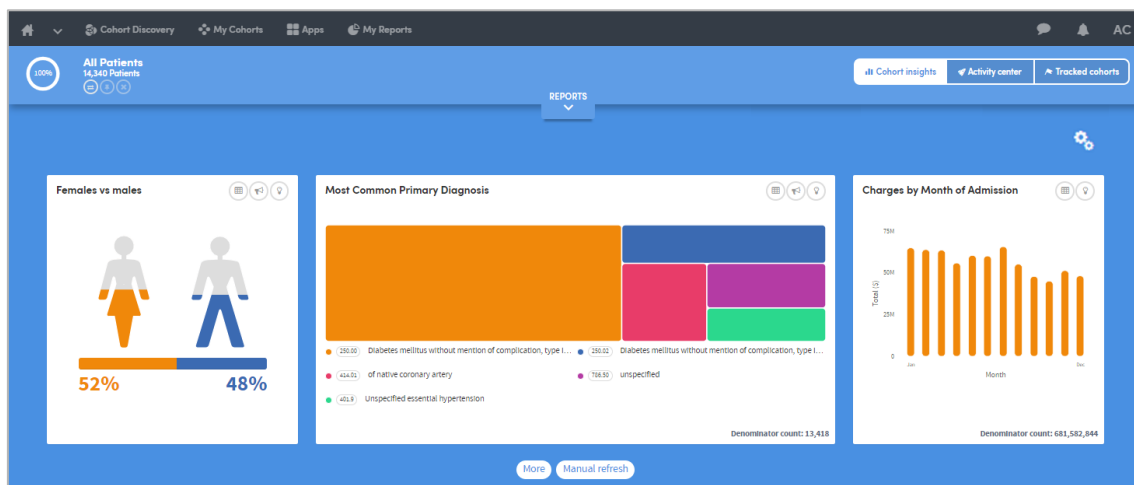 Cohort Discovery My Cohorts Apps My Reports AC
100%
All Patients
14,340 Patients
Cohort insights Activity center Tracked cohorts
REPORTS
Females vs males
52% 48%
Most Common Primary Diagnosis
250.00 Diabetes mellitus without mention of complication, type I... 250.02 Diabetes mellitus without mention of complication, type I...
414.01 of native coronary artery 786.50 unspecified
401.9 Unspecified essential hypertension
Denominator count: 13,418
Charges by Month of Admission
75M
50M
25M
0
Total ($)
Jan Dec
Month
Denominator count: 681,582,844
More Manual refresh